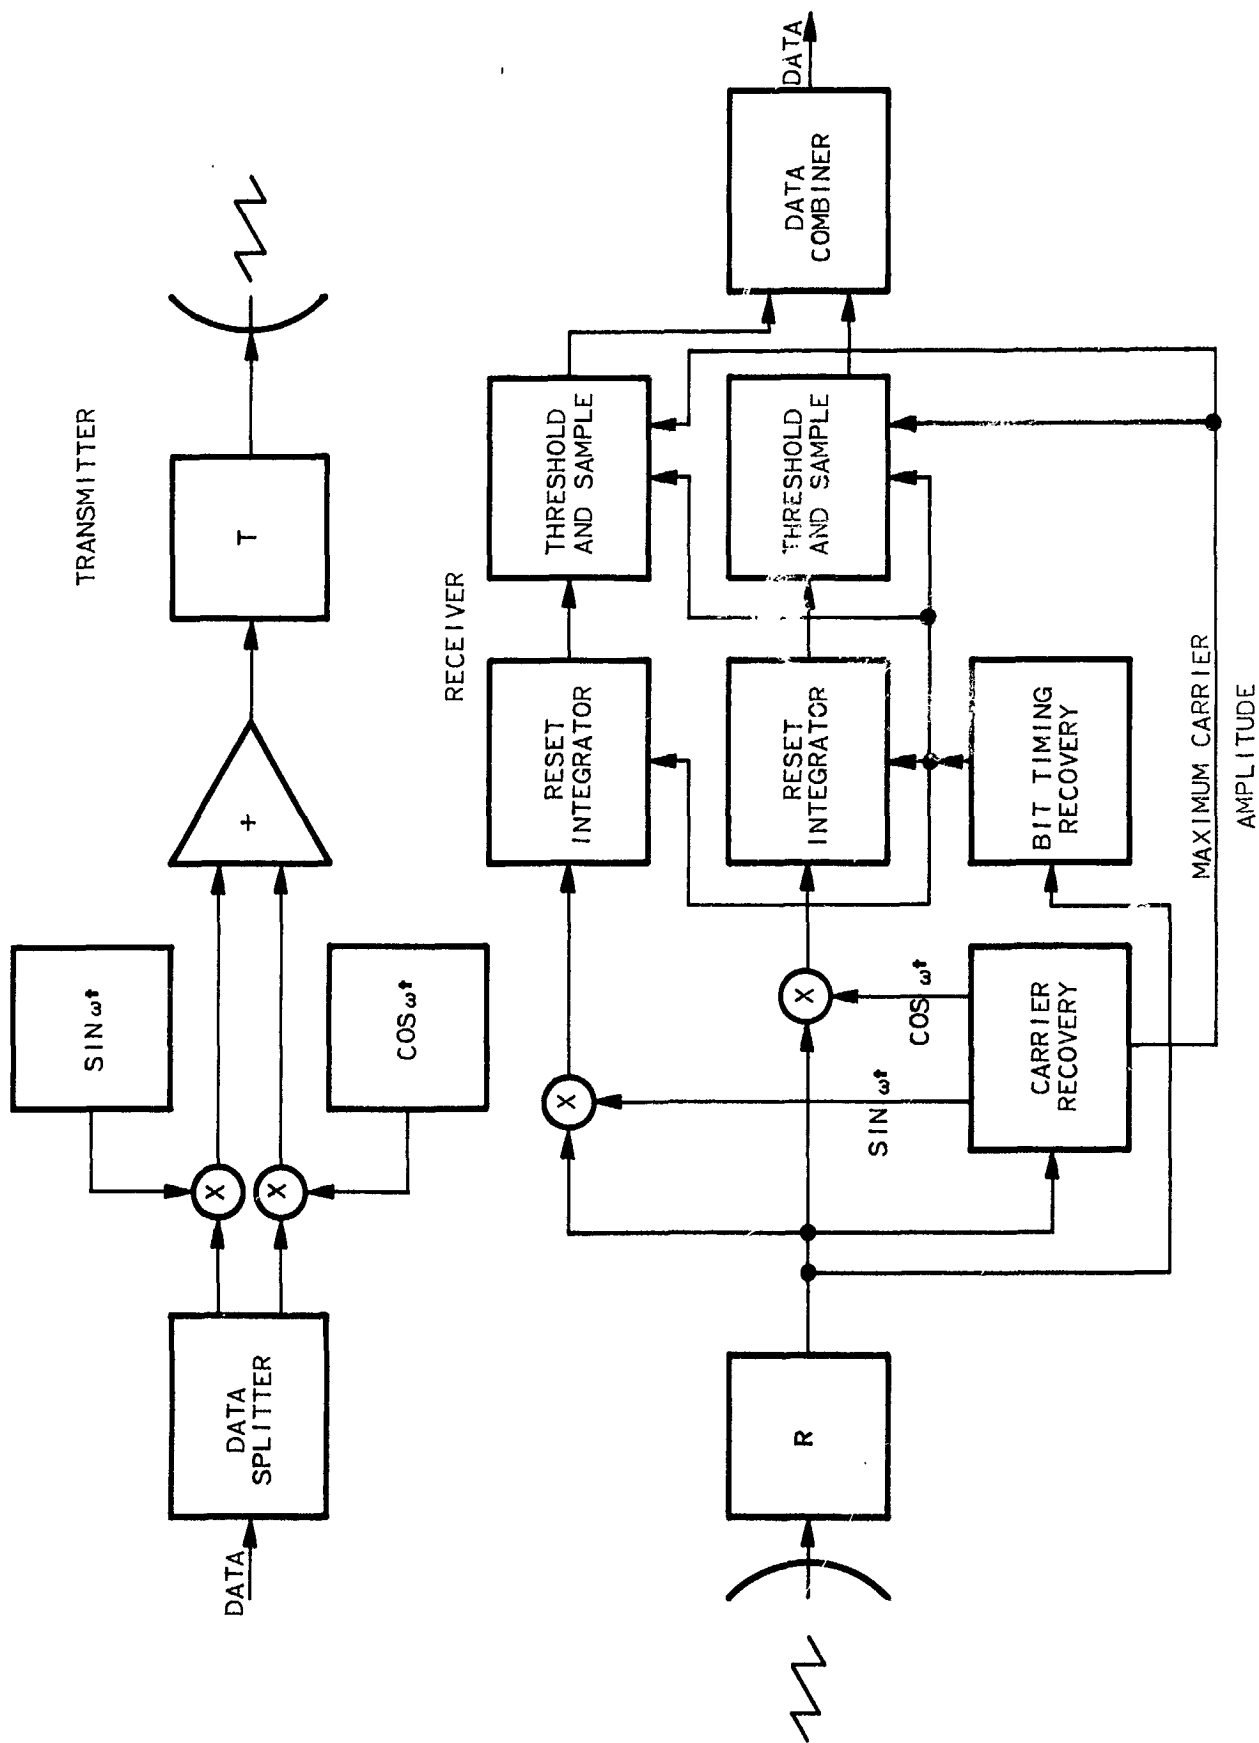 TRANSMITTER
DATA
DATA
SPLITTER
X
X
SIN ωt
COS ωt
+
T
RECEIVER
R
X
X
SIN ωt
COS ωt
CARRIER
RECOVERY
RESET
INTEGRATOR
RESET
INTEGRATOR
BIT TIMING
RECOVERY
THRESHOLD
AND SAMPLE
THRESHOLD
AND SAMPLE
MAXIMUM CARRIER
AMPLITUDE
DATA
COMBINER
DATA